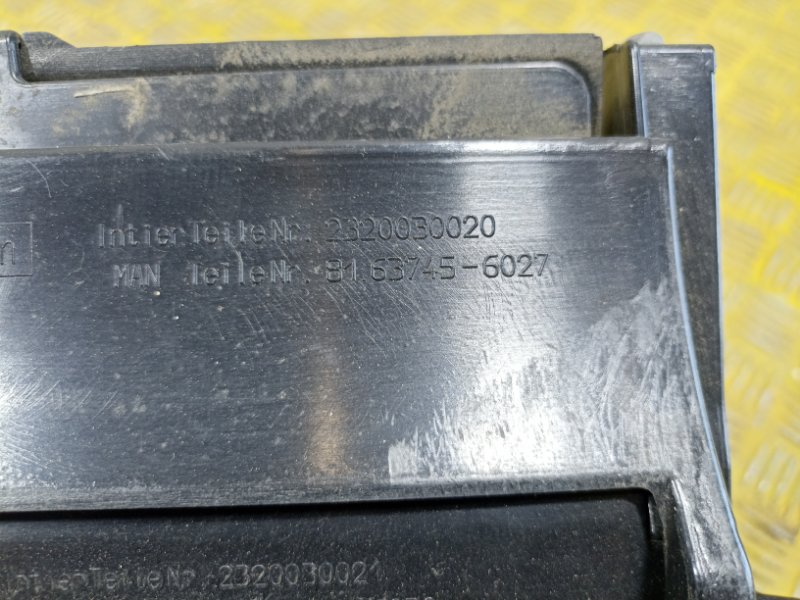 Intier Teile Nr. 2320030020
MAN Teile Nr. 81 63745-6027
Intier Teile Nr. 2320030021